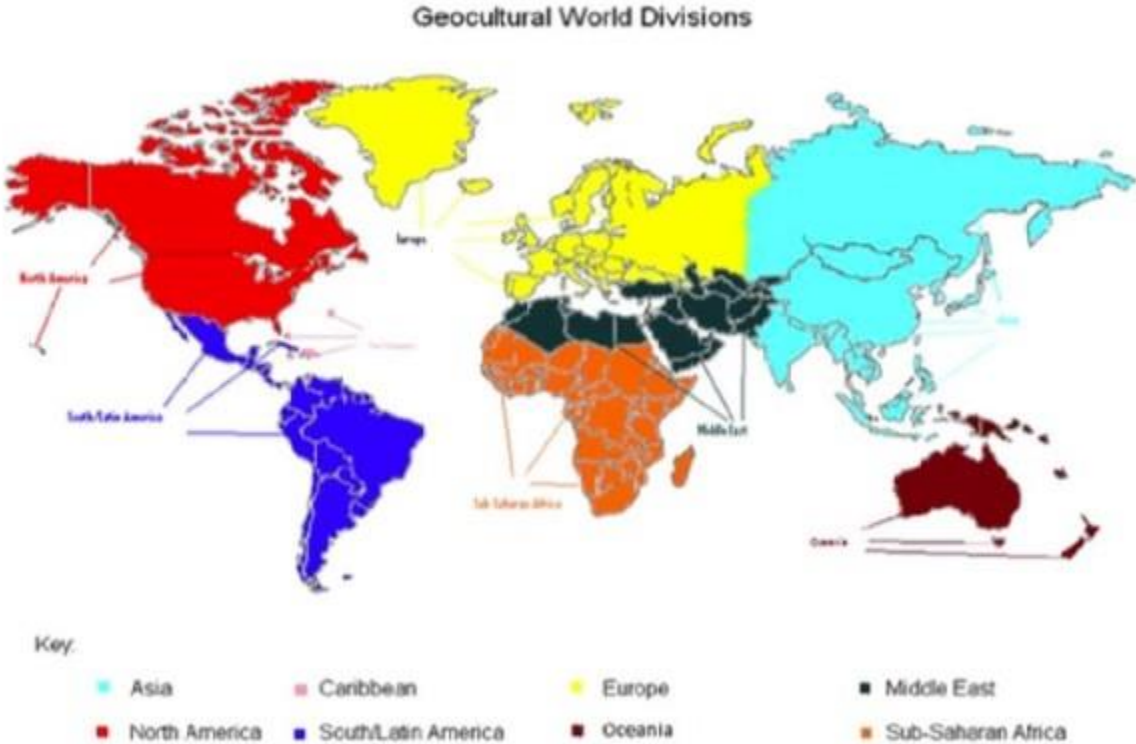 Geocultural World Divisions
Europe
North America
South/Latin America
Middle East
Sub Saharan Africa
Oceania
Key:
Asia
Caribbean
Europe
Middle East
North America
South/Latin America
Oceania
Sub-Saharan Africa